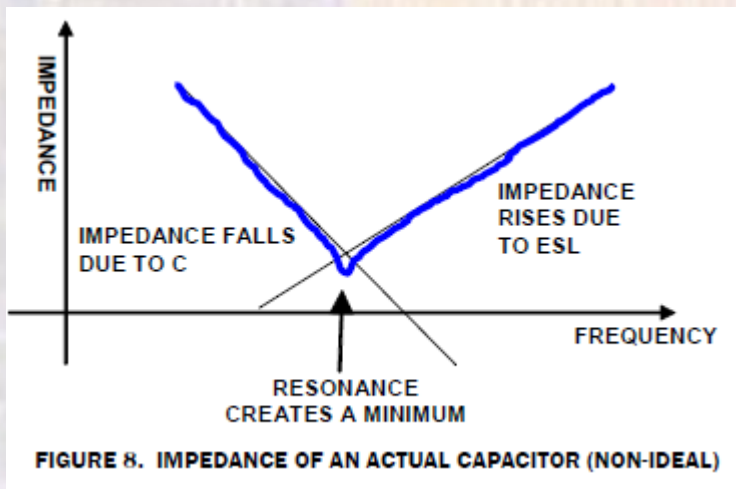 IMPEDANCE
IMPEDANCE FALLS
DUE TO C
IMPEDANCE
RISES DUE
TO ESL
FREQUENCY
RESONANCE
CREATES A MINIMUM
FIGURE 8. IMPEDANCE OF AN ACTUAL CAPACITOR (NON-IDEAL)